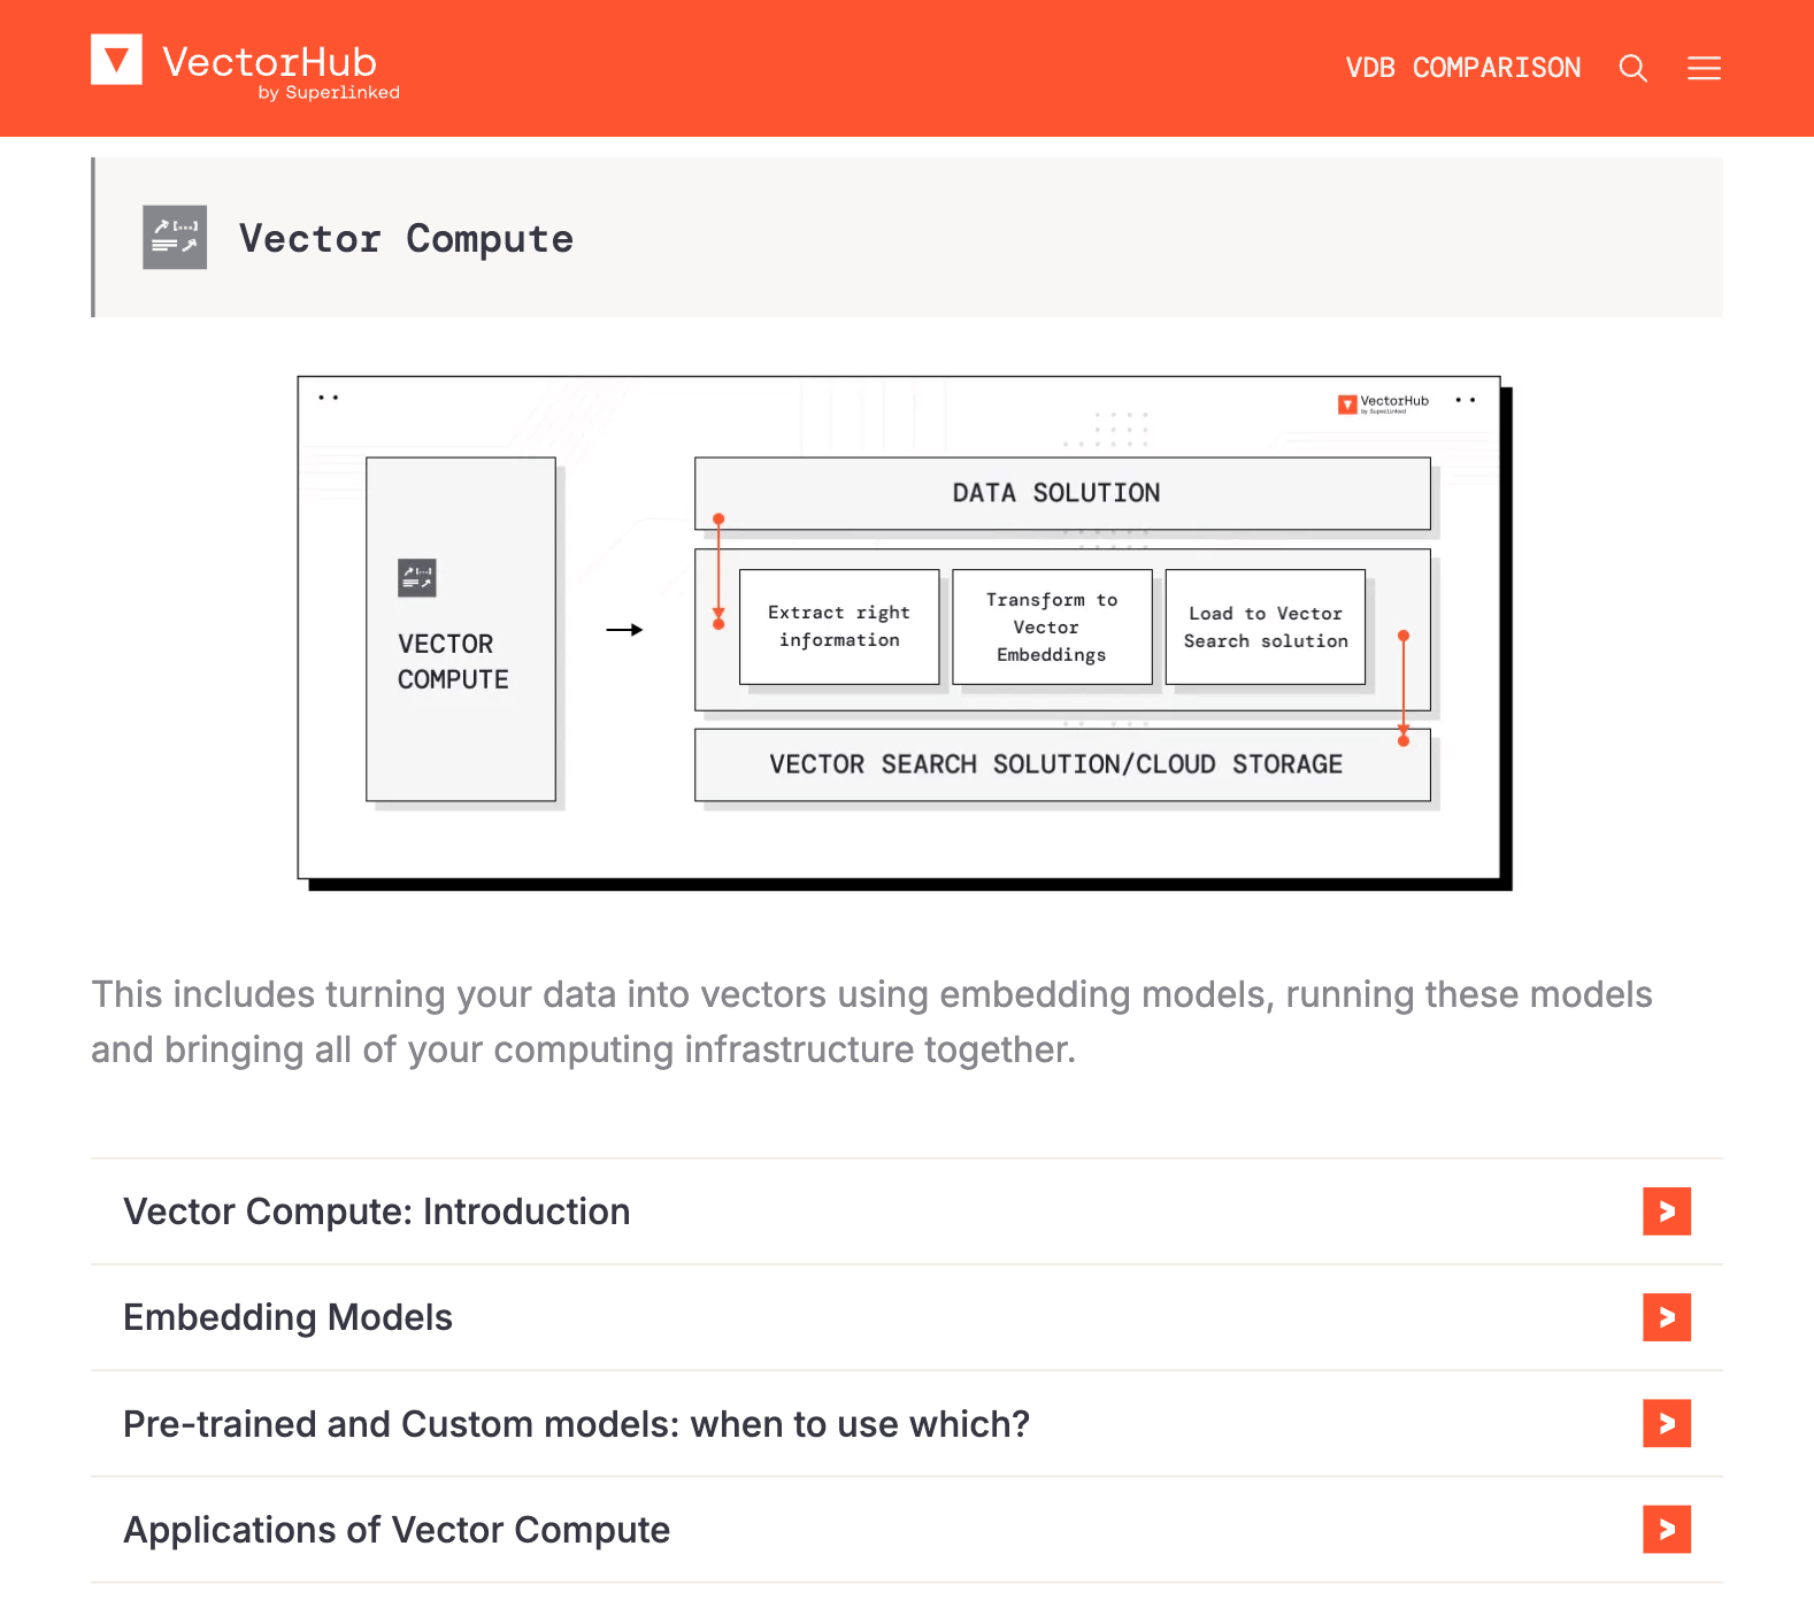 VectorHub
by Superlinked
VDB COMPARISON
[...]
Vector Compute
VectorHub
by Superlinked
[...]
VECTOR
COMPUTE
DATA SOLUTION
Extract right
information
Transform to
Vector
Embeddings
Load to Vector
Search solution
VECTOR SEARCH SOLUTION/CLOUD STORAGE
This includes turning your data into vectors using embedding models, running these models
and bringing all of your computing infrastructure together.
Vector Compute: Introduction
Embedding Models
Pre-trained and Custom models: when to use which?
Applications of Vector Compute